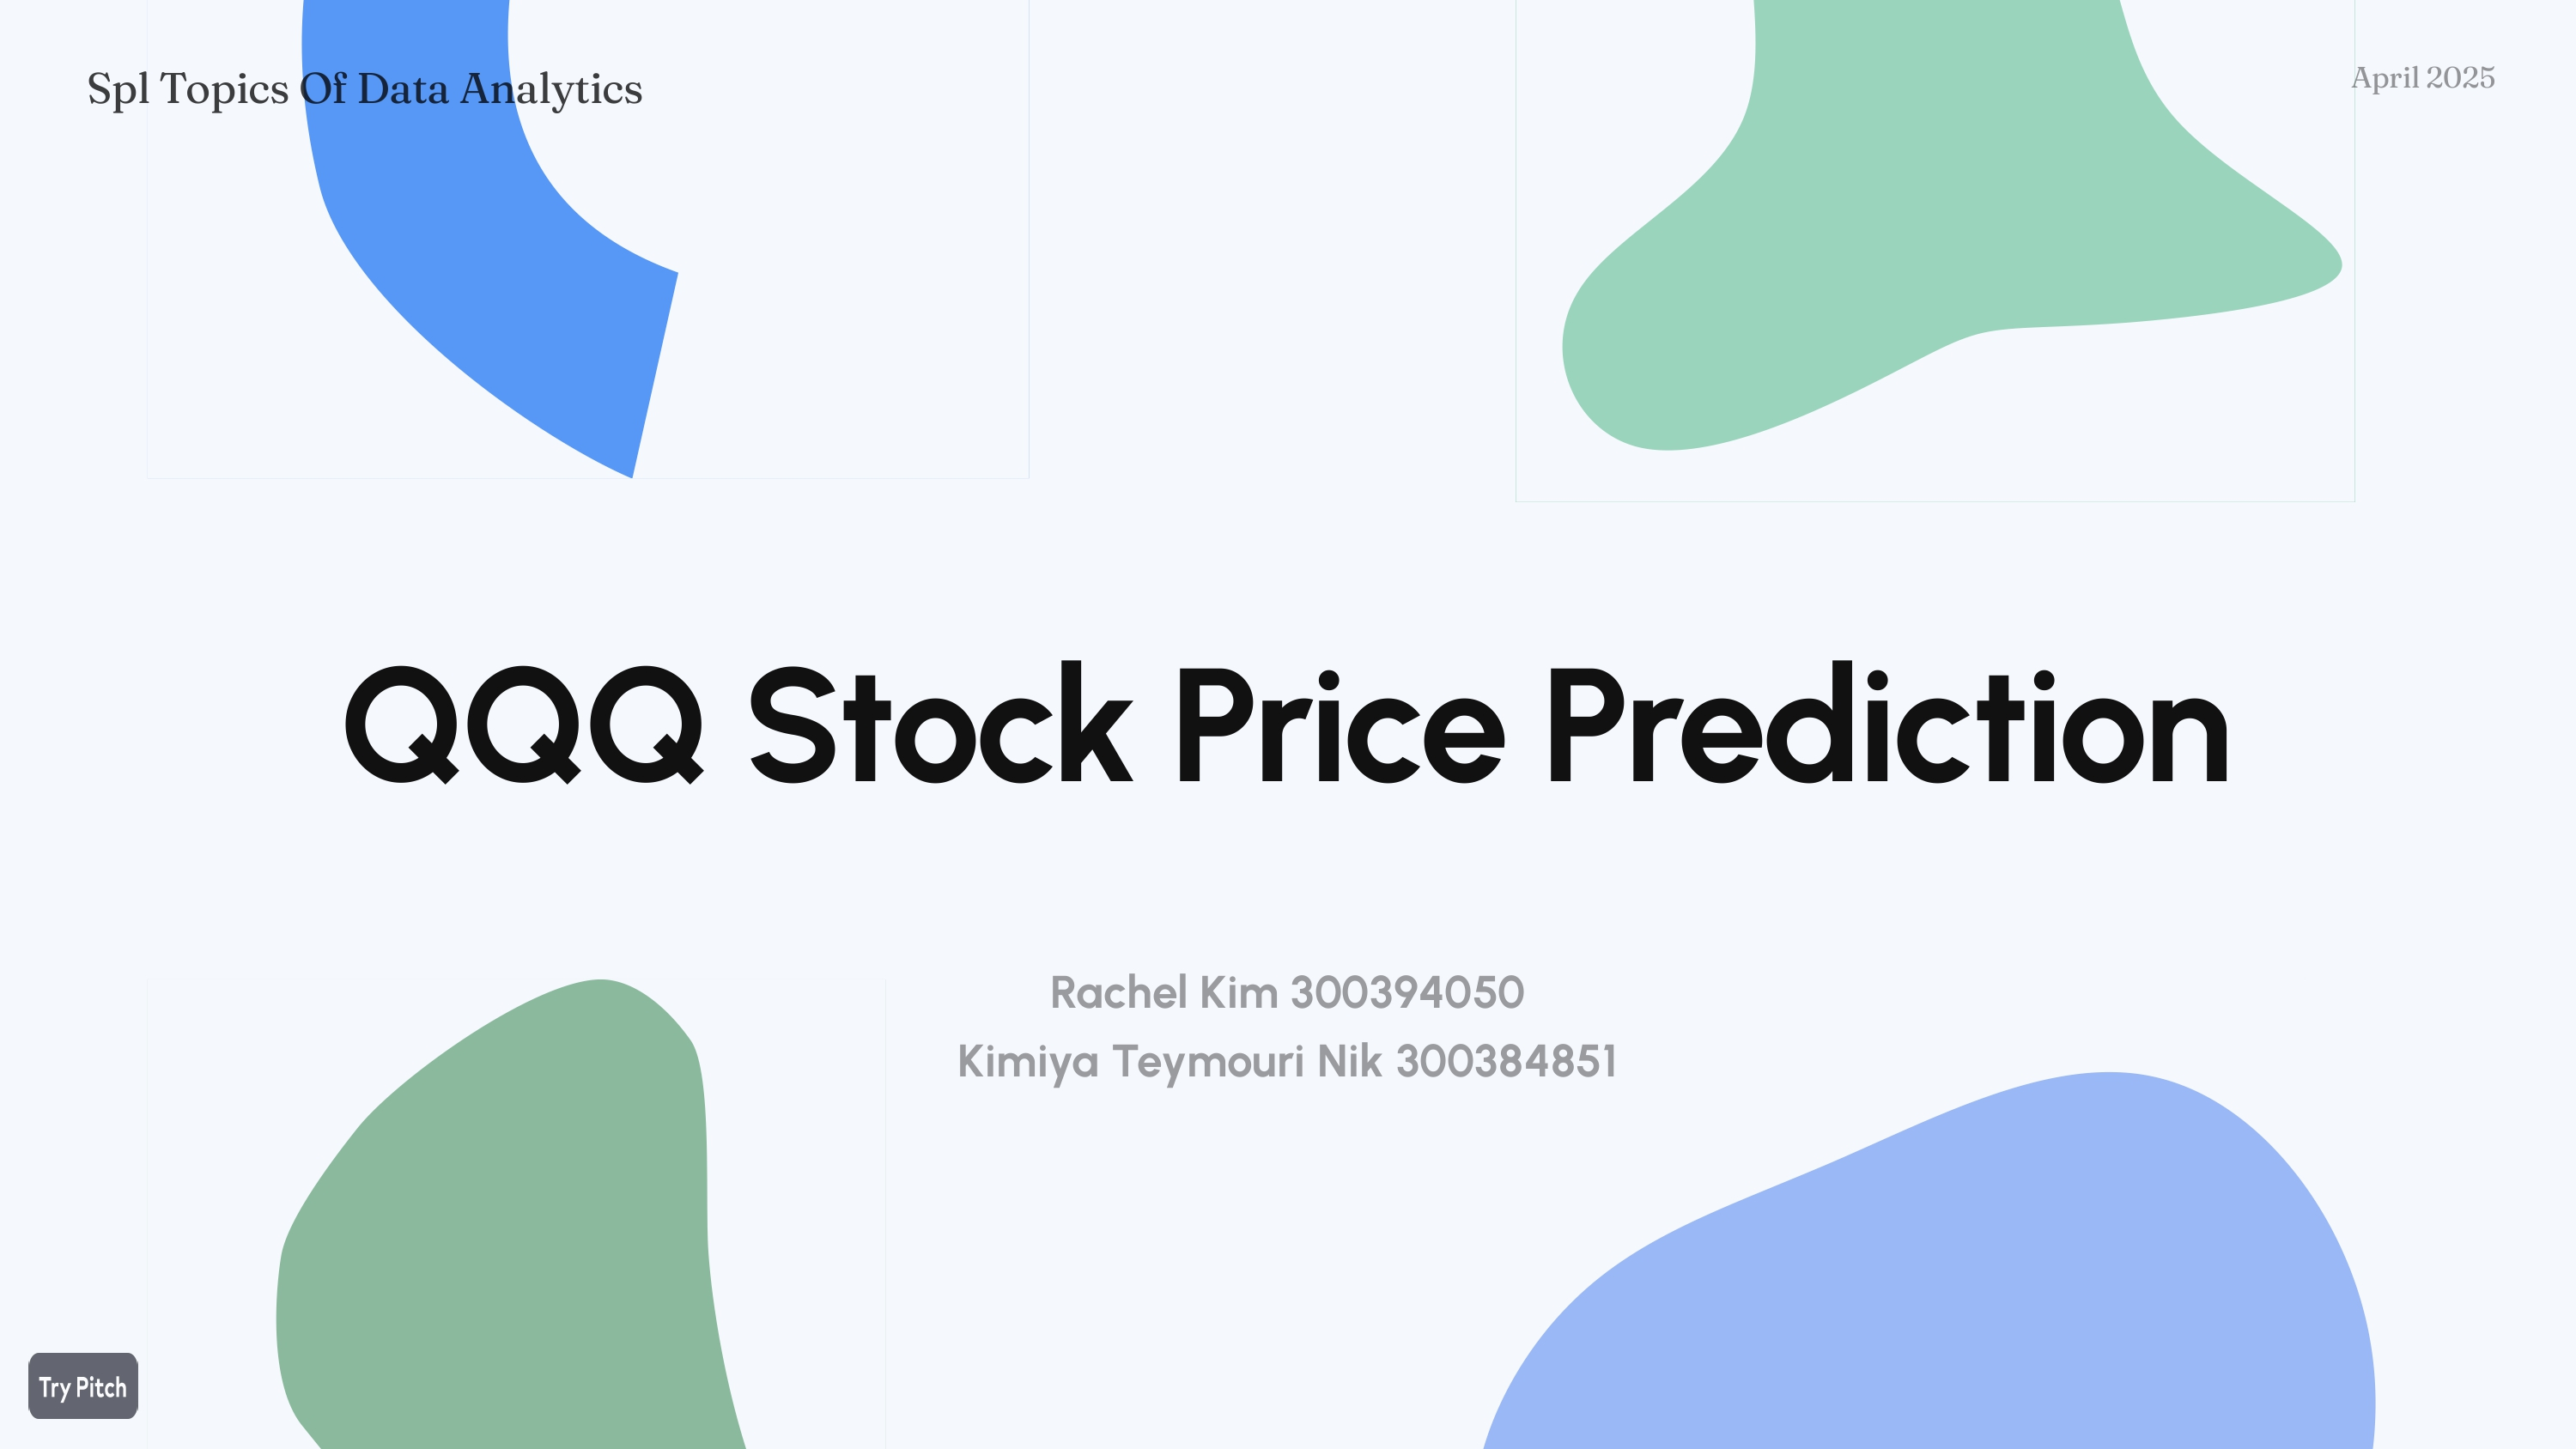 Spl Topics Of Data Analytics
April 2025
QQQ Stock Price Prediction
Rachel Kim 300394050
Kimiya Teymouri Nik 300384851
Try Pitch